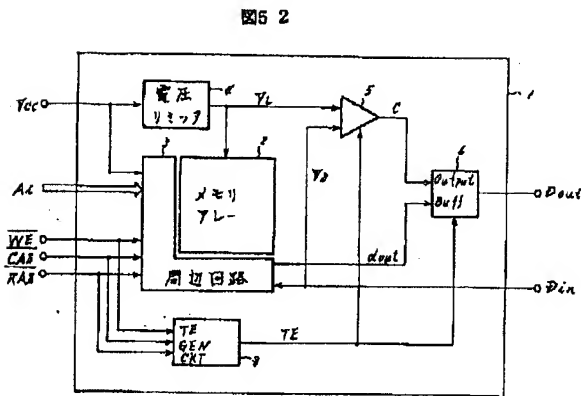 図5 2
電圧
リミッタ
4
VL
5
C
1
Vcc
3
2
6
メモリ
アレー
VR
Output
Buff
Dout
Ai
WE
CAS
RAS
周辺回路
dout
Din
TE
GEN
CKT
TE
8